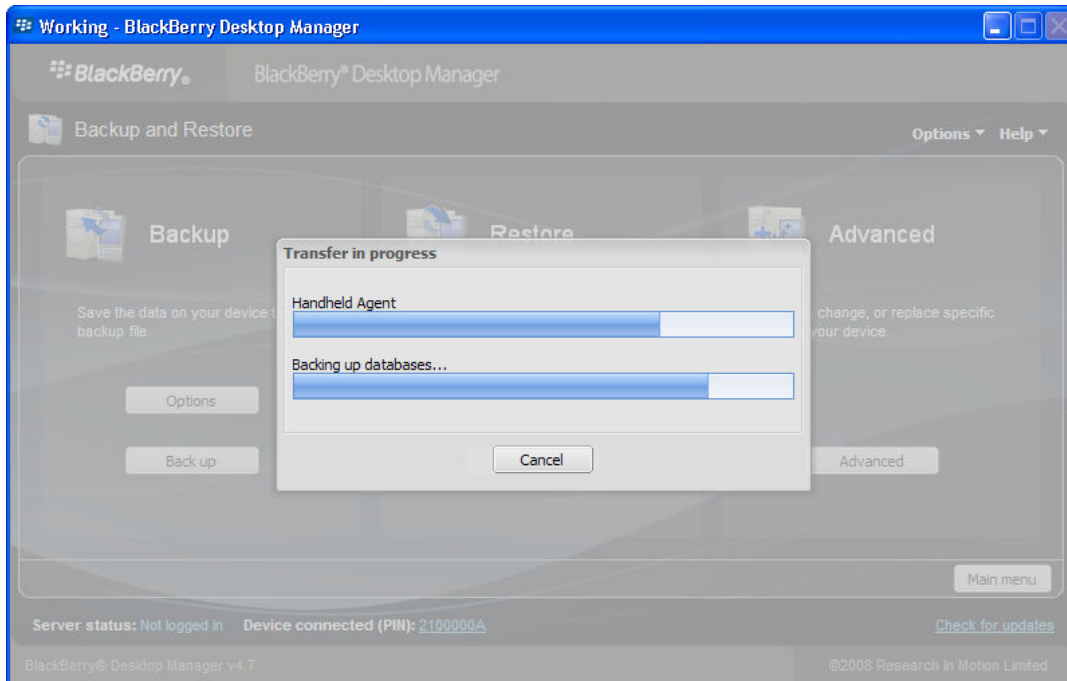 Working - BlackBerry Desktop Manager
BlackBerry® BlackBerry® Desktop Manager
Backup and Restore Options Help
Backup Restore Advanced
Transfer in progress
Handheld Agent
Save the data on your device t change, or replace specific
backup file. your device.
Backing up databases...
Options
Back up Cancel Advanced
Main menu
Server status: Not logged in Device connected (PIN): 2100000A Check for updates
BlackBerry® Desktop Manager v4.7 ©2008 Research In Motion Limited